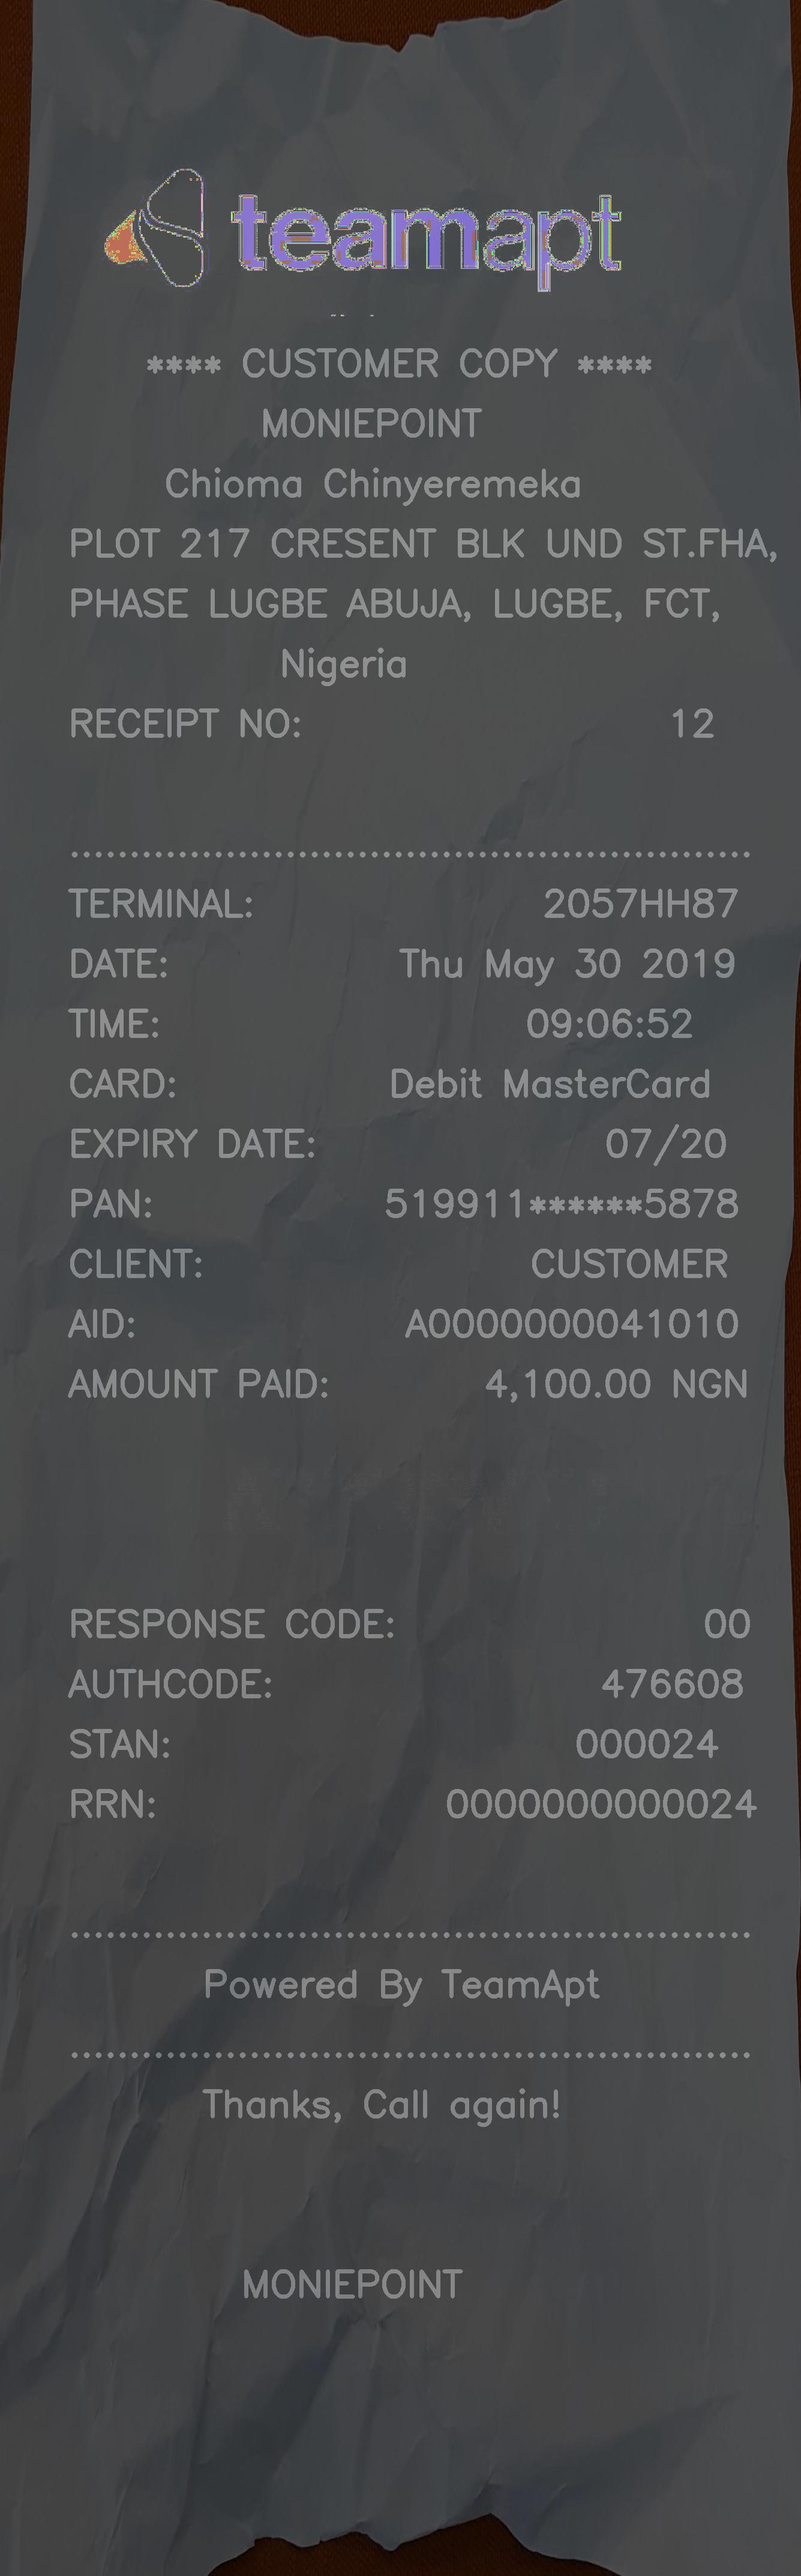 teamapt
**** CUSTOMER COPY ****
MONIEPOINT
Chioma Chinyeremeka
PLOT 217 CRESENT BLK UND ST.FHA,
PHASE LUGBE ABUJA, LUGBE, FCT,
Nigeria
RECEIPT NO: 12
TERMINAL: 2057HH87
DATE: Thu May 30 2019
TIME: 09:06:52
CARD: Debit MasterCard
EXPIRY DATE: 07/20
PAN: 519911******5878
CLIENT: CUSTOMER
AID: A0000000041010
AMOUNT PAID: 4,100.00 NGN
RESPONSE CODE: 00
AUTHCODE: 476608
STAN: 000024
RRN: 0000000000024
Powered By TeamApt
Thanks, Call again!
MONIEPOINT